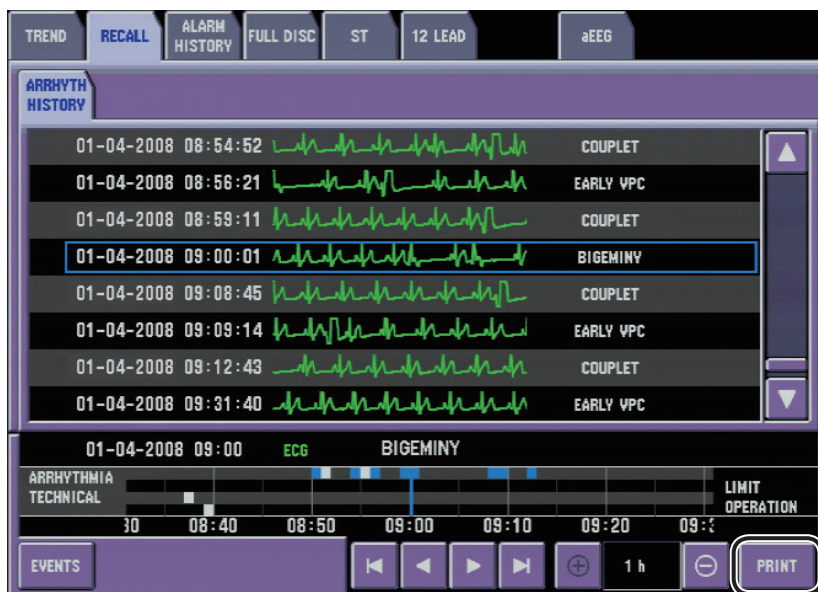 TREND RECALL ALARM HISTORY FULL DISC ST 12 LEAD aEEG
ARRHYTH HISTORY
01-04-2008 08:54:52 COUPLET
01-04-2008 08:56:21 EARLY VPC
01-04-2008 08:59:11 COUPLET
01-04-2008 09:00:01 BIGEMINY
01-04-2008 09:08:45 COUPLET
01-04-2008 09:09:14 EARLY VPC
01-04-2008 09:12:43 COUPLET
01-04-2008 09:31:40 EARLY VPC
01-04-2008 09:00 ECG BIGEMINY
ARRHYTHMIA
TECHNICAL
LIMIT
OPERATION
30 08:40 08:50 09:00 09:10 09:20
EVENTS 1 h PRINT